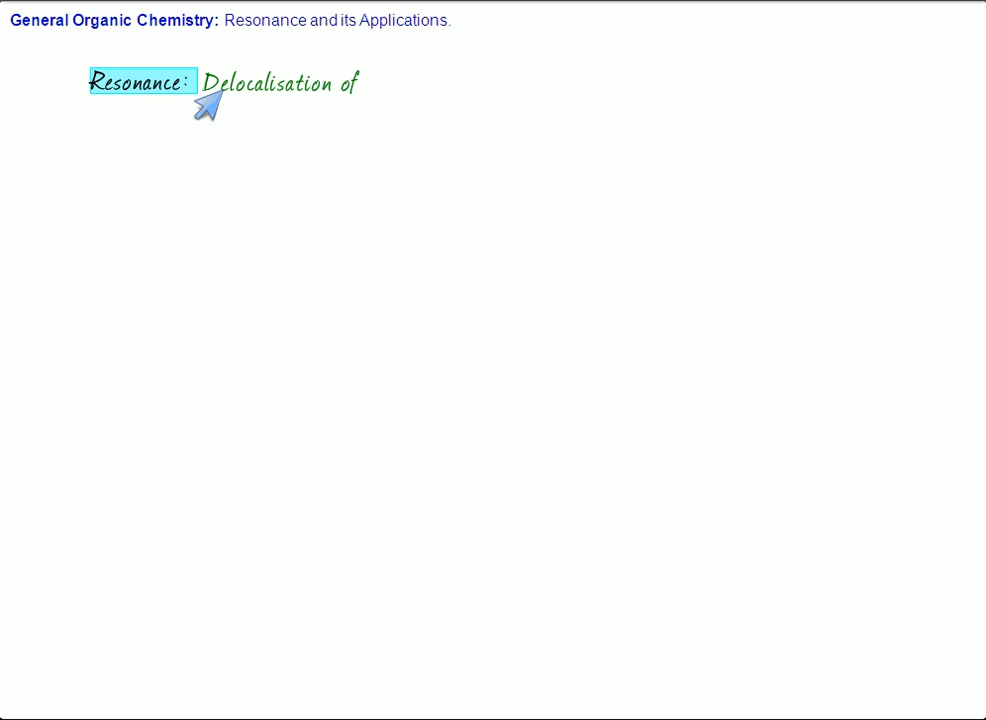 General Organic Chemistry: Resonance and its Applications.
Resonance: Delocalisation of